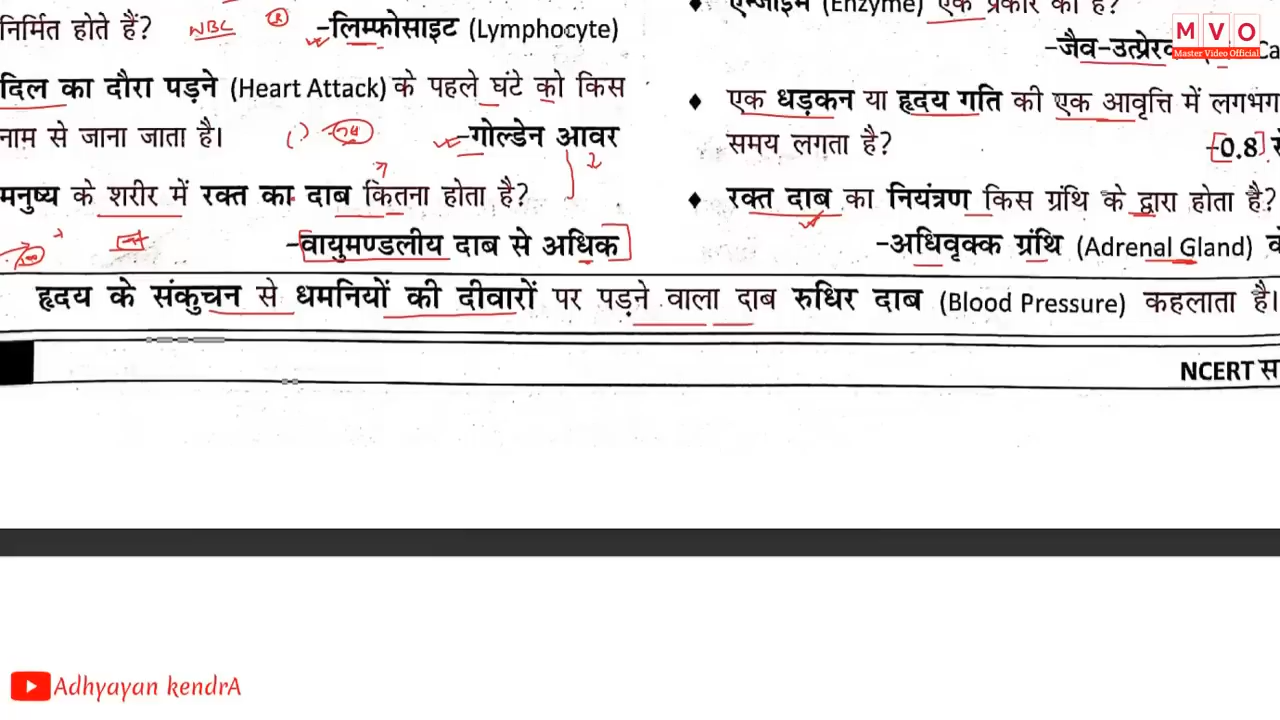 निर्मित होते हैं? WBC
-लिम्फोसाइट (Lymphocyte)
दिल का दौरा पड़ने (Heart Attack) के पहले घंटे को किस
नाम से जाना जाता है।
-गोल्डेन आवर
मनुष्य के शरीर में रक्त का दाब कितना होता है?
-वायुमण्डलीय दाब से अधिक
एन्जाइम (Enzyme) एक प्रकार का है?
-जैव-उत्प्रेरक
♦ एक धड़कन या हृदय गति की एक आवृत्ति में लगभग
समय लगता है?
-0.8
♦ रक्त दाब का नियंत्रण किस ग्रंथि के द्वारा होता है?
-अधिवृक्क ग्रंथि (Adrenal Gland)
हृदय के संकुचन से धमनियों की दीवारों पर पड़ने वाला दाब रुधिर दाब (Blood Pressure) कहलाता है।
NCERT
MVO
Master Video Official
Adhyayan kendrA